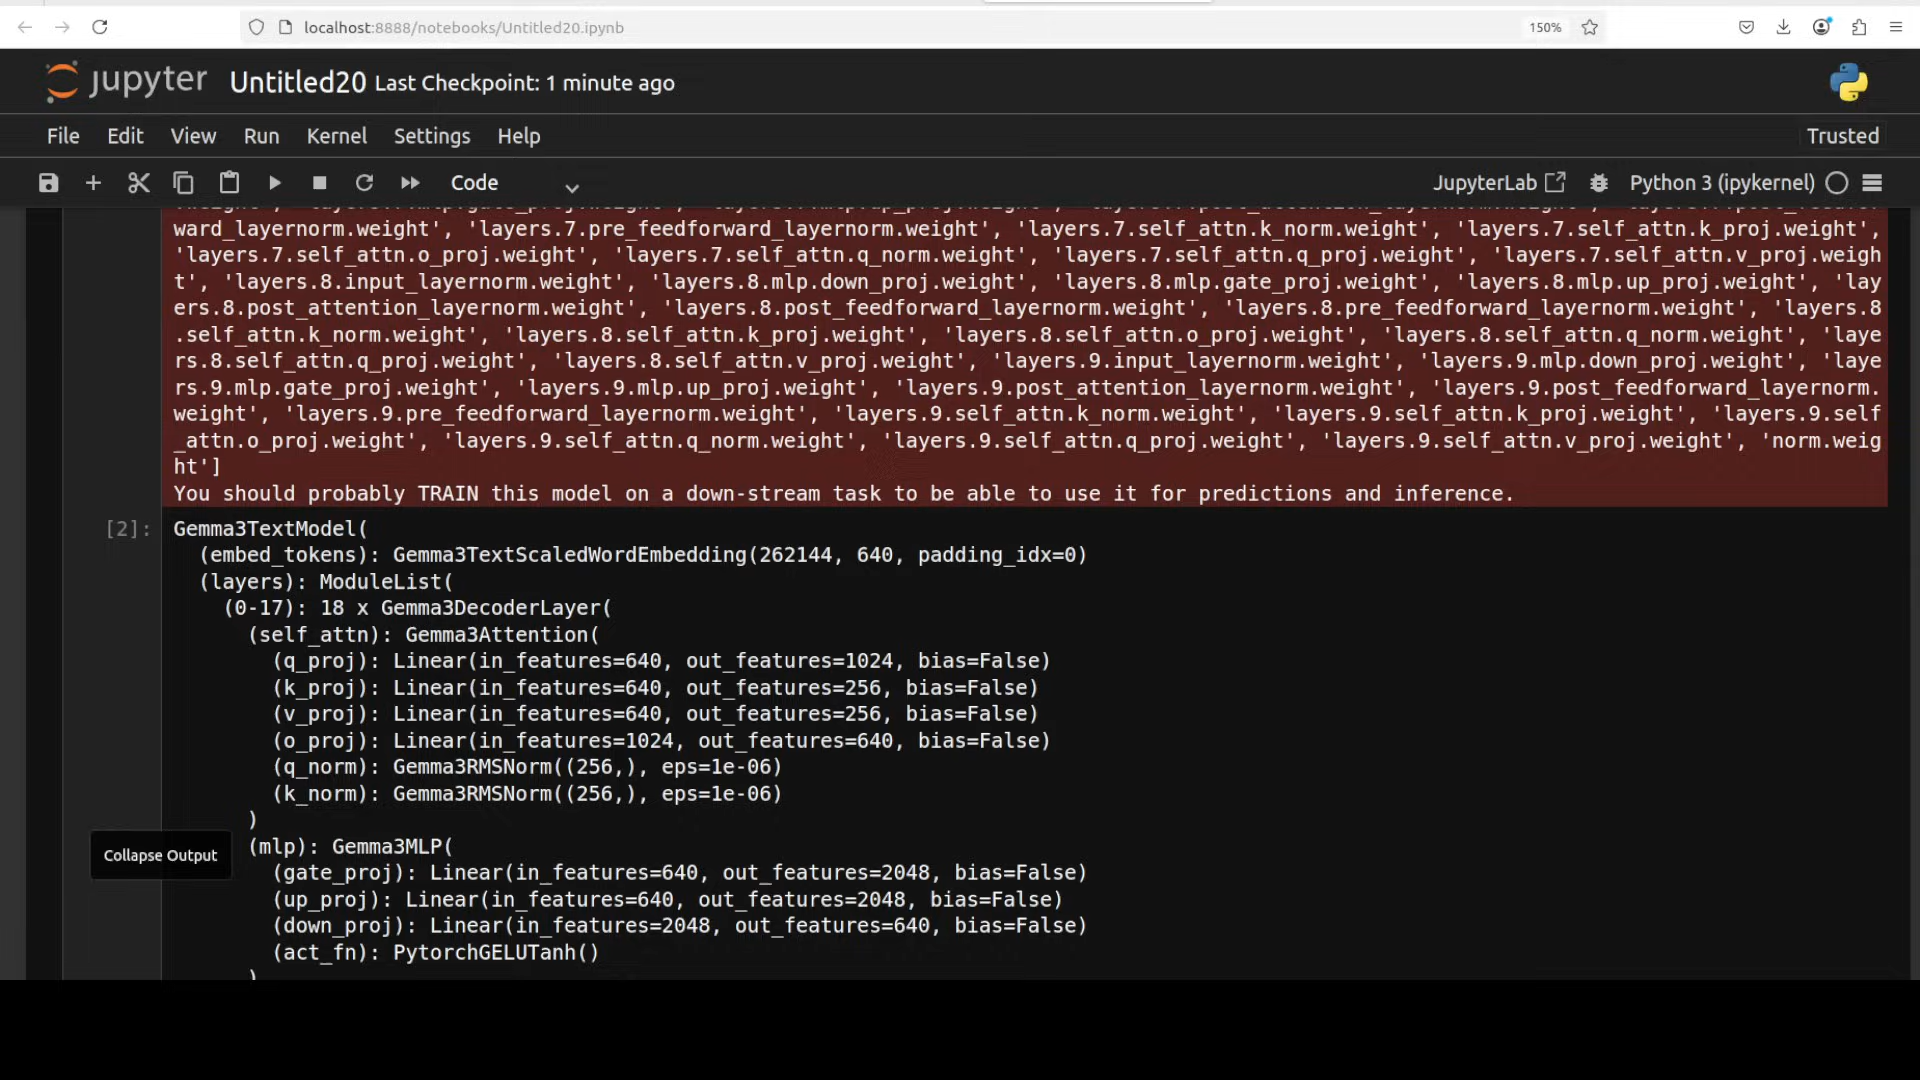 localhost:8888/notebooks/Untitled20.ipynb
150%
jupyter Untitled20 Last Checkpoint: 1 minute ago
File Edit View Run Kernel Settings Help
Trusted
Code
JupyterLab
Python 3 (ipykernel)
ward_layernorm.weight', 'layers.7.pre_feedforward_layernorm.weight', 'layers.7.self_attn.k_norm.weight', 'layers.7.self_attn.k_proj.weight',
'layers.7.self_attn.o_proj.weight', 'layers.7.self_attn.q_norm.weight', 'layers.7.self_attn.q_proj.weight', 'layers.7.self_attn.v_proj.weigh
t', 'layers.8.input_layernorm.weight', 'layers.8.mlp.down_proj.weight', 'layers.8.mlp.gate_proj.weight', 'layers.8.mlp.up_proj.weight', 'lay
ers.8.post_attention_layernorm.weight', 'layers.8.post_feedforward_layernorm.weight', 'layers.8.pre_feedforward_layernorm.weight', 'layers.8
.self_attn.k_norm.weight', 'layers.8.self_attn.k_proj.weight', 'layers.8.self_attn.o_proj.weight', 'layers.8.self_attn.q_norm.weight', 'laye
rs.8.self_attn.q_proj.weight', 'layers.8.self_attn.v_proj.weight', 'layers.9.input_layernorm.weight', 'layers.9.mlp.down_proj.weight', 'laye
rs.9.mlp.gate_proj.weight', 'layers.9.mlp.up_proj.weight', 'layers.9.post_attention_layernorm.weight', 'layers.9.post_feedforward_layernorm.
weight', 'layers.9.pre_feedforward_layernorm.weight', 'layers.9.self_attn.k_norm.weight', 'layers.9.self_attn.k_proj.weight', 'layers.9.self
_attn.o_proj.weight', 'layers.9.self_attn.q_norm.weight', 'layers.9.self_attn.q_proj.weight', 'layers.9.self_attn.v_proj.weight', 'norm.weig
ht']
You should probably TRAIN this model on a down-stream task to be able to use it for predictions and inference.
[2]: Gemma3TextModel(
(embed_tokens): Gemma3TextScaledWordEmbedding(262144, 640, padding_idx=0)
(layers): ModuleList(
(0-17): 18 x Gemma3DecoderLayer(
(self_attn): Gemma3Attention(
(q_proj): Linear(in_features=640, out_features=1024, bias=False)
(k_proj): Linear(in_features=640, out_features=256, bias=False)
(v_proj): Linear(in_features=640, out_features=256, bias=False)
(o_proj): Linear(in_features=1024, out_features=640, bias=False)
(q_norm): Gemma3RMSNorm((256,), eps=1e-06)
(k_norm): Gemma3RMSNorm((256,), eps=1e-06)
)
(mlp): Gemma3MLP(
Collapse Output
(gate_proj): Linear(in_features=640, out_features=2048, bias=False)
(up_proj): Linear(in_features=640, out_features=2048, bias=False)
(down_proj): Linear(in_features=2048, out_features=640, bias=False)
(act_fn): PytorchGELUTanh()
)